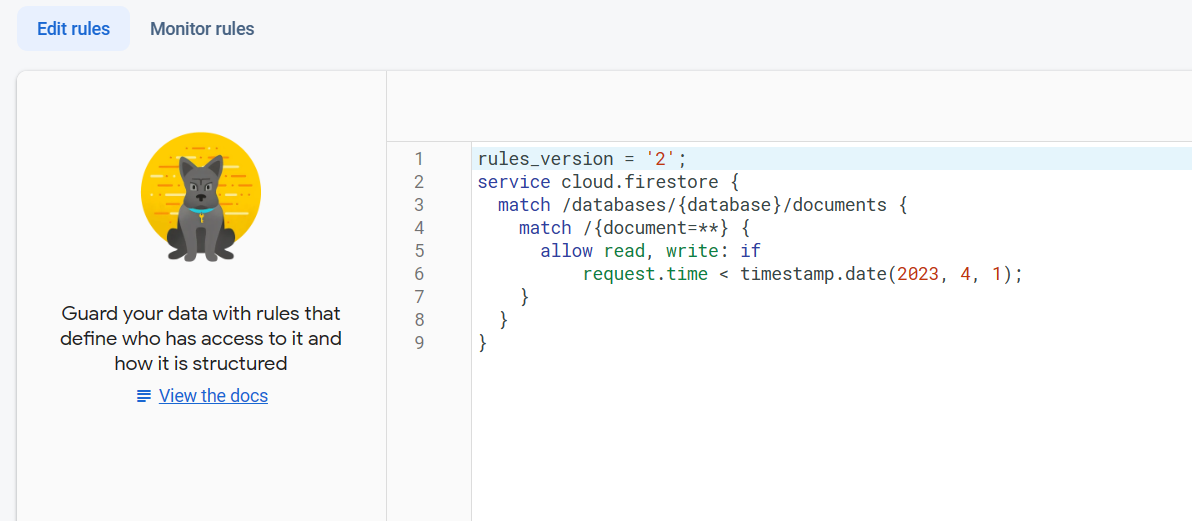 Edit rules
Monitor rules
Guard your data with rules that
define who has access to it and
how it is structured
View the docs
1 rules_version = '2';
2 service cloud.firestore {
3   match /databases/{database}/documents {
4     match /{document=**} {
5       allow read, write: if
6           request.time < timestamp.date(2023, 4, 1);
7     }
8   }
9 }